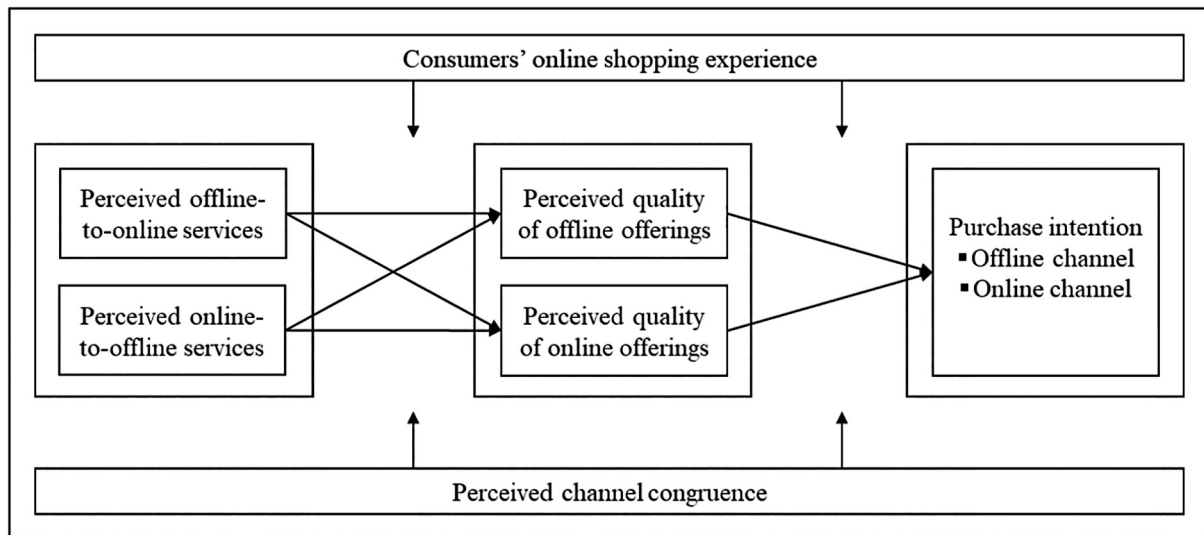 Consumers' online shopping experience
Perceived offline-
to-online services
Perceived online-
to-offline services
Perceived quality
of offline offerings
Perceived quality
of online offerings
Purchase intention
▪Offline channel
▪Online channel
Perceived channel congruence